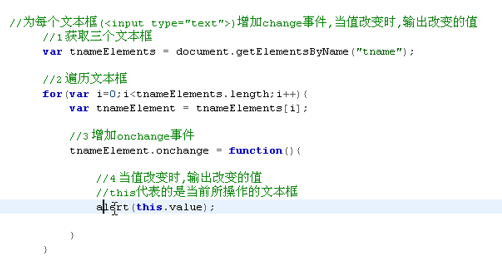 //为每个文本框(<input type="text">)增加change事件,当值改变时,输出改变的值
//1获取三个文本框
var tnameElements = document.getElementsByName("tname");
//2遍历文本框
for(var i=0;i<tnameElements.length;i++){
var tnameElement = tnameElements[i];
//3增加onchange事件
tnameElement.onchange = function(){
//4当值改变时,输出改变的值
//this代表的是当前所操作的文本框
alert(this.value);
}
}